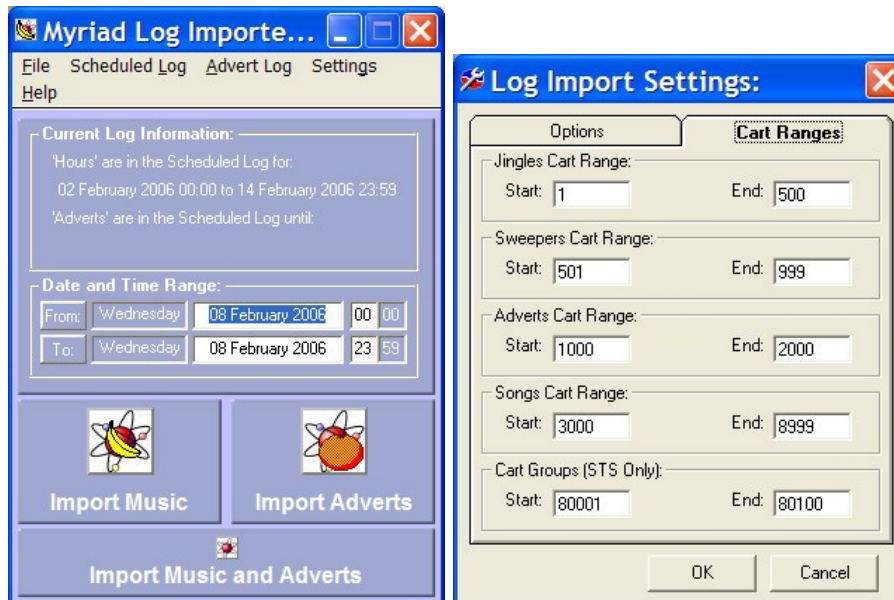 Myriad Log Importe...
File Scheduled Log Advert Log Settings
Help
Current Log Information:
'Hours' are in the Scheduled Log for:
02 February 2006 00:00 to 14 February 2006 23:59
'Adverts' are in the Scheduled Log until:
Date and Time Range:
From: Wednesday 08 February 2006 00 00
To: Wednesday 08 February 2006 23 59
Import Music Import Adverts
Import Music and Adverts
Log Import Settings:
Options Cart Ranges
Jingles Cart Range:
Start: 1 End: 500
Sweepers Cart Range:
Start: 501 End: 999
Adverts Cart Range:
Start: 1000 End: 2000
Songs Cart Range:
Start: 3000 End: 8999
Cart Groups (STS Only):
Start: 80001 End: 80100
OK Cancel